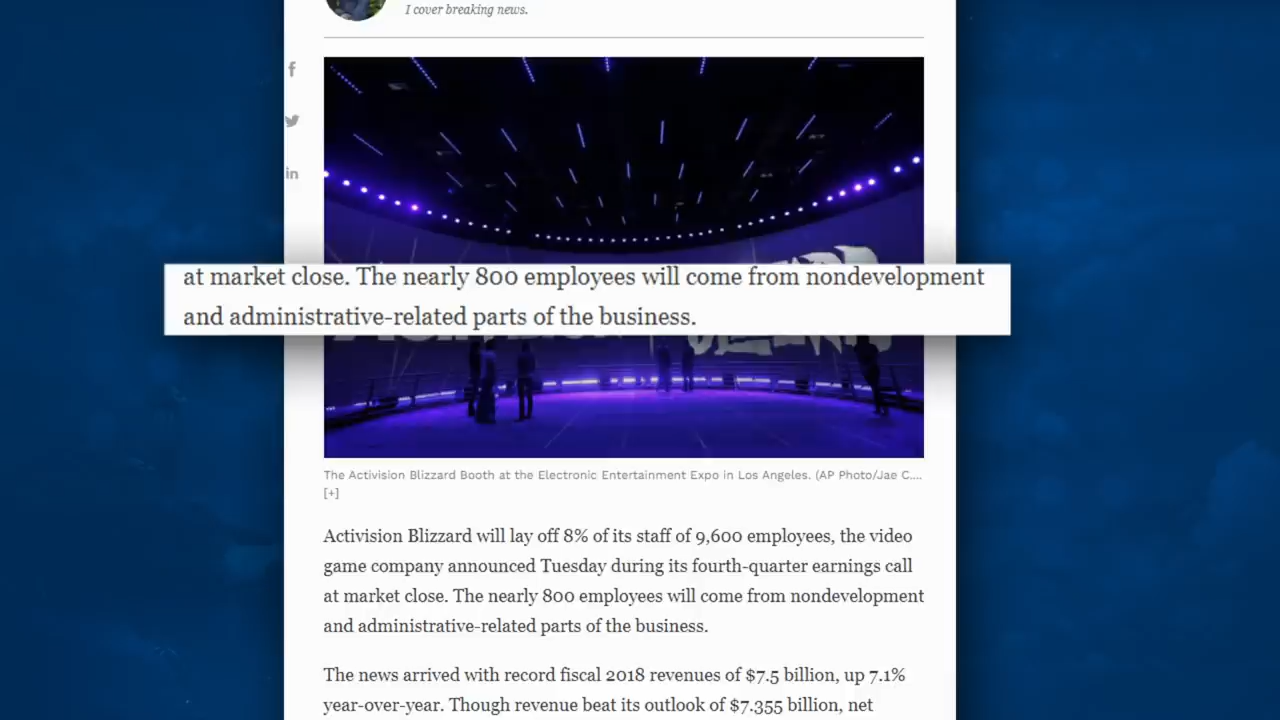 I cover breaking news.
f
in
at market close. The nearly 800 employees will come from nondevelopment
and administrative-related parts of the business.
The Activision Blizzard Booth at the Electronic Entertainment Expo in Los Angeles. (AP Photo/Jae C....
[+]
Activision Blizzard will lay off 8% of its staff of 9,600 employees, the video
game company announced Tuesday during its fourth-quarter earnings call
at market close. The nearly 800 employees will come from nondevelopment
and administrative-related parts of the business.
The news arrived with record fiscal 2018 revenues of $7.5 billion, up 7.1%
year-over-year. Though revenue beat its outlook of $7.355 billion, net